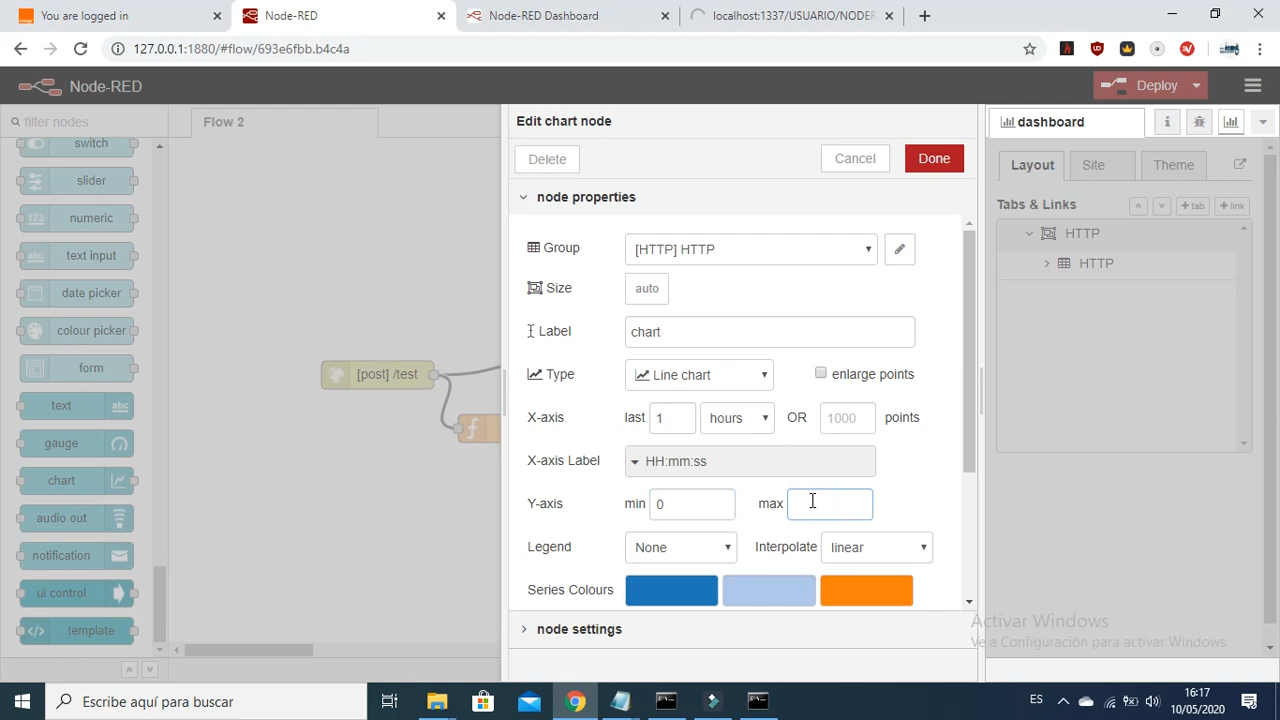 You are logged in
Node-RED
Node-RED Dashboard
localhost:1337/USUARIO/NODER
127.0.0.1:1880/#flow/693e6fbb.b4c4a
Node-RED
Deploy
filter nodes
Flow 2
Edit chart node
dashboard
Delete
Cancel
Done
Layout
Site
Theme
node properties
Tabs & Links
tab
link
switch
slider
numeric
text input
date picker
colour picker
form
text
gauge
chart
audio out
notification
ui control
template
[post] /test
Group
[HTTP] HTTP
Size
auto
Label
chart
Type
Line chart
enlarge points
X-axis
last
1
hours
OR
1000
points
X-axis Label
HH:mm:ss
Y-axis
min
0
max
Legend
None
Interpolate
linear
Series Colours
node settings
HTTP
HTTP
Activar Windows
Ve a Configuración para activar Windows.
Escribe aquí para buscar
ES
16:17
10/05/2020